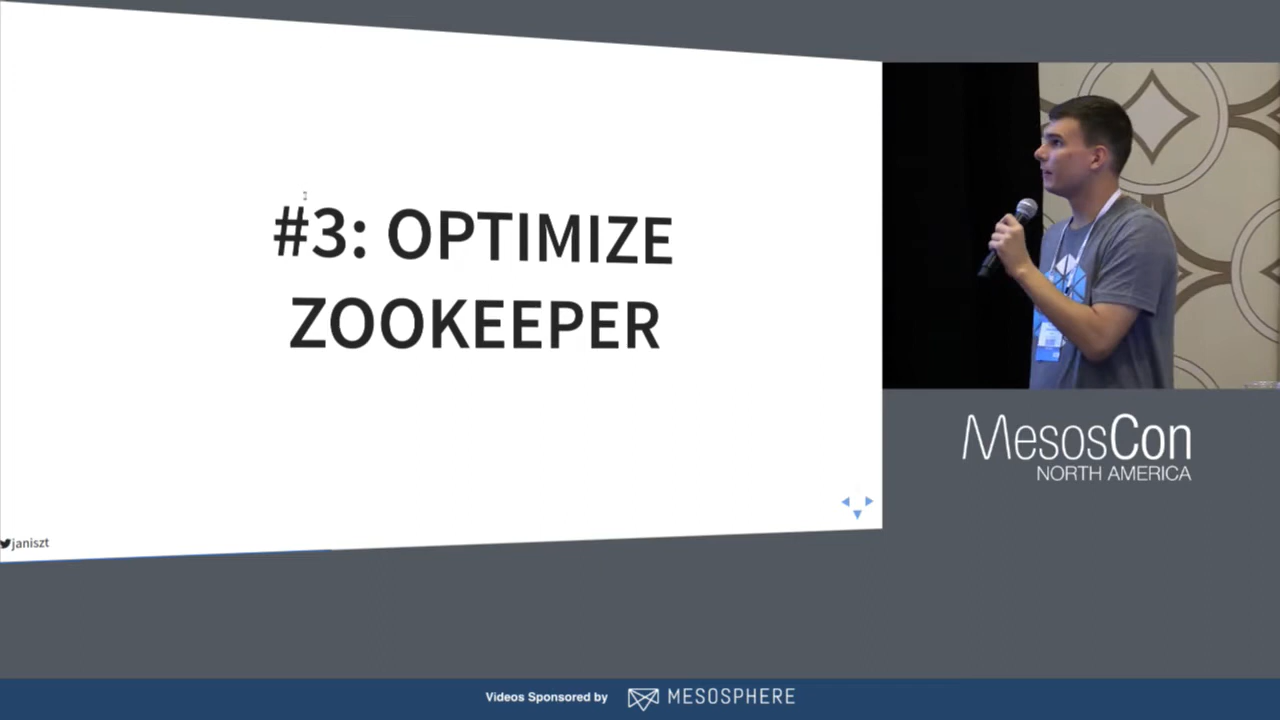 #3: OPTIMIZE
ZOOKEEPER
janiszt
MesosCon
NORTH AMERICA
Videos Sponsored by MESOSPHERE